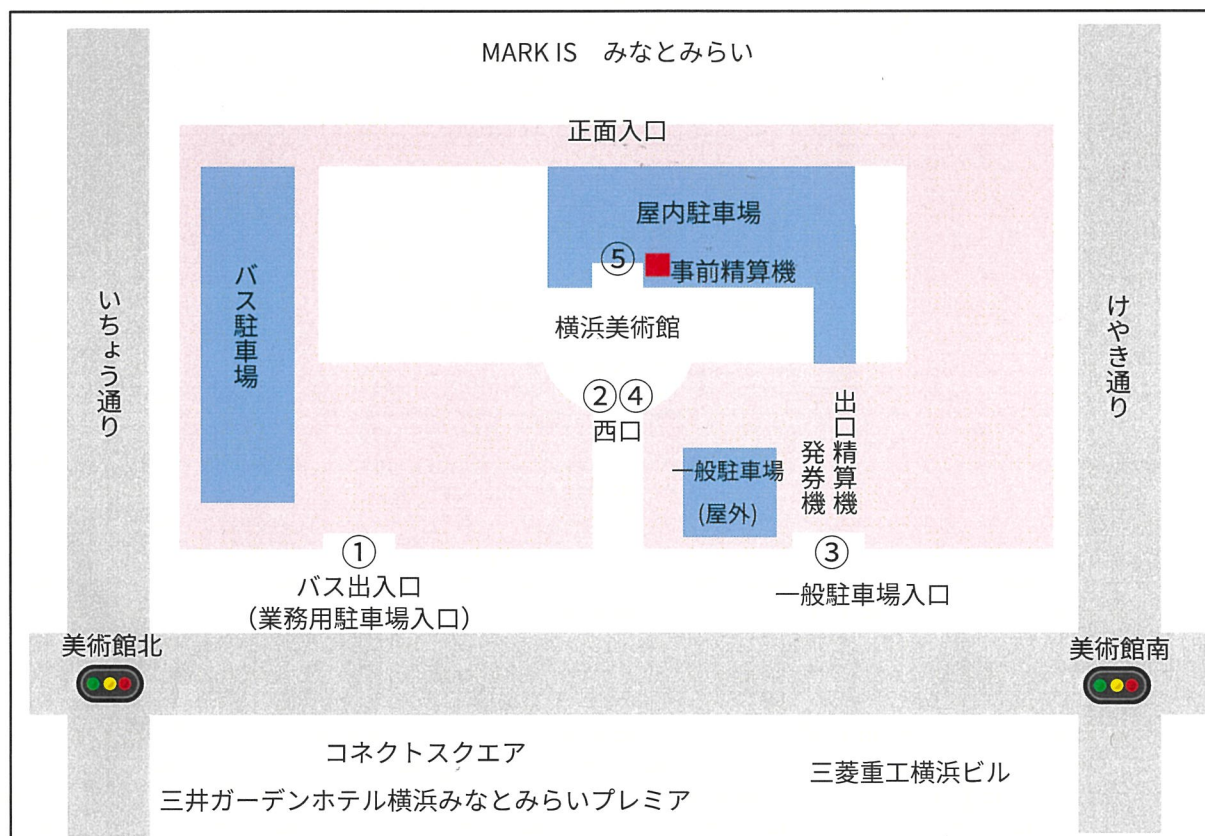 MARK IS　みなとみらい
正面入口
屋内駐車場
⑤
事前精算機
バス駐車場
いちょう通り
けやき通り
横浜美術館
②④
西口
出口精算機
発券機
一般駐車場
(屋外)
①
バス出入口
（業務用駐車場入口）
③
一般駐車場入口
美術館北
美術館南
コネクトスクエア
三井ガーデンホテル横浜みなとみらいプレミア
三菱重工横浜ビル